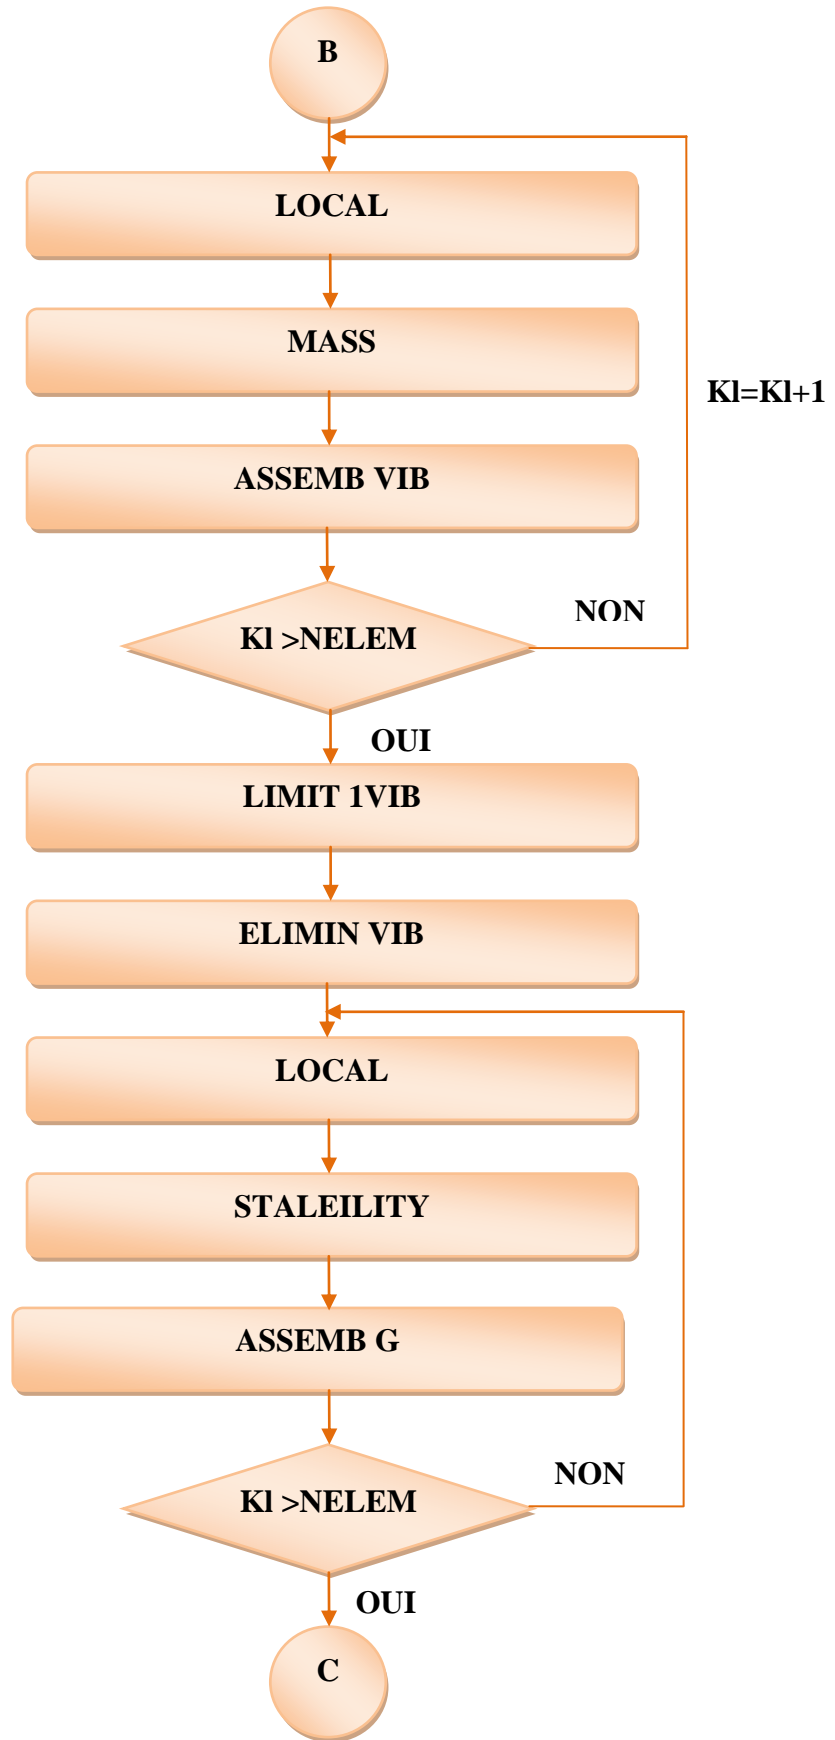 B
LOCAL
MASS
Kl=Kl+1
ASSEMB VIB
NON
Kl >NELEM
OUI
LIMIT 1VIB
ELIMIN VIB
LOCAL
STALEILITY
ASSEMB G
NON
Kl >NELEM
OUI
C